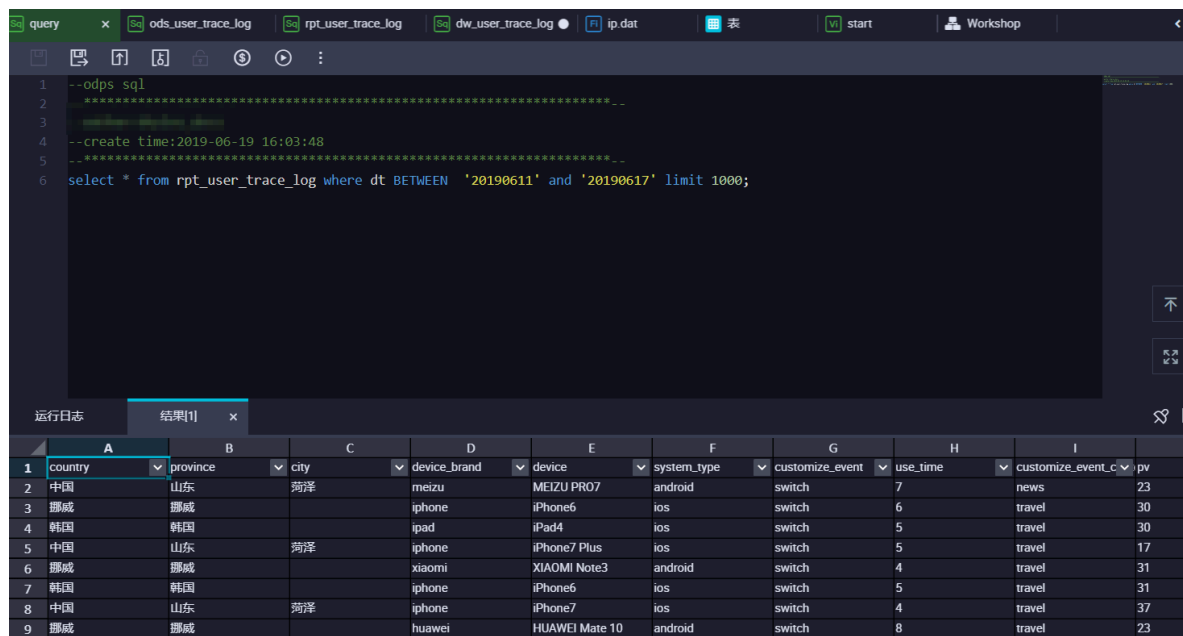 Sq query x Sq ods_user_trace_log Sq rpt_user_trace_log Sq dw_user_trace_log Fi ip.dat 表 Vi start Workshop
1 --odps sql
2 --********************************************************************--
3
4 --create time:2019-06-19 16:03:48
5 --********************************************************************--
6 select * from rpt_user_trace_log where dt BETWEEN '20190611' and '20190617' limit 1000;
运行日志 结果[1] x
A B C D E F G H I
1 country province city device_brand device system_type customize_event use_time customize_event_c pv
2 中国 山东 菏泽 meizu MEIZU PRO7 android switch 7 news 23
3 挪威 挪威 iphone iPhone6 ios switch 6 travel 30
4 韩国 韩国 ipad iPad4 ios switch 5 travel 30
5 中国 山东 菏泽 iphone iPhone7 Plus ios switch 5 travel 17
6 挪威 挪威 xiaomi XIAOMI Note3 android switch 4 travel 31
7 韩国 韩国 iphone iPhone6 ios switch 5 travel 31
8 中国 山东 菏泽 iphone iPhone7 ios switch 4 travel 37
9 挪威 挪威 huawei HUAWEI Mate 10 android switch 8 travel 23